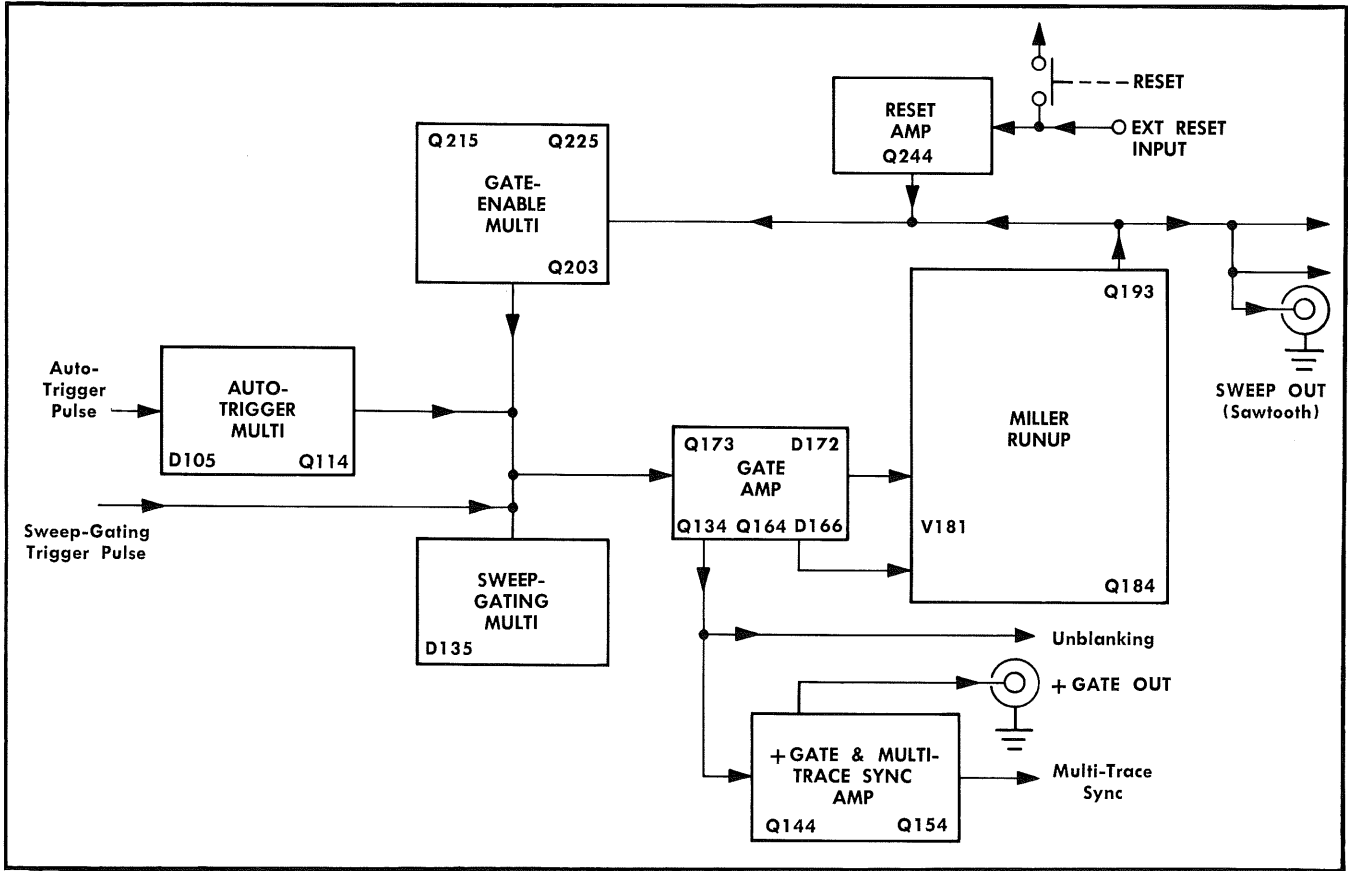 RESET
RESET
AMP
Q244
EXT RESET
INPUT
Q215 Q225
GATE-
ENABLE
MULTI
Q203
Q193
MILLER
RUNUP
V181
Q184
SWEEP OUT
(Sawtooth)
Auto-
Trigger
Pulse
AUTO-
TRIGGER
MULTI
D105 Q114
Sweep-Gating
Trigger Pulse
Q173 D172
GATE
AMP
Q134 Q164 D166
SWEEP-
GATING
MULTI
D135
Unblanking
+GATE OUT
+GATE & MULTI-
TRACE SYNC
AMP
Q144 Q154
Multi-Trace
Sync